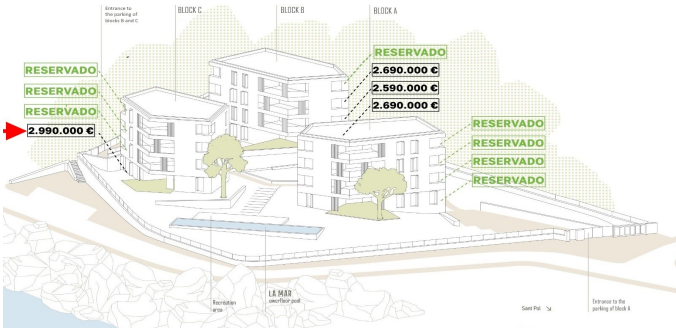 Entrance to
the parking of
blocks B and C
BLOCK C
BLOCK B
BLOCK A
RESERVADO
RESERVADO
RESERVADO
2.990.000 €
RESERVADO
2.690.000 €
2.590.000 €
2.690.000 €
RESERVADO
RESERVADO
RESERVADO
RESERVADO
Recreation
area
LA MAR
overflow pool
Sant Pol
Entrance to the
parking of block A